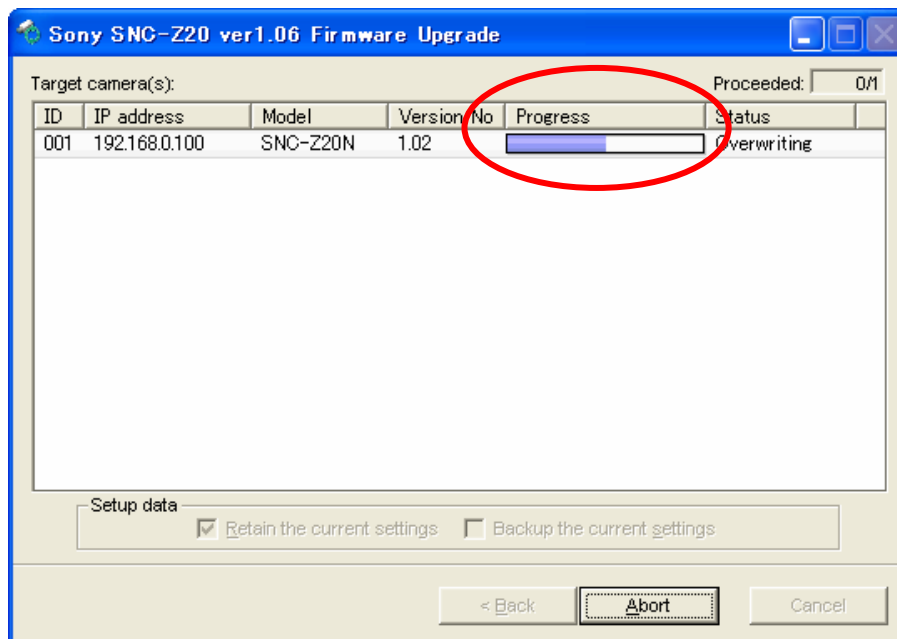 Sony SNC-Z20 ver1.06 Firmware Upgrade
Target camera(s): Proceeded: 0/1
ID IP address Model Version No Progress Status
001 192.168.0.100 SNC-Z20N 1.02 Overwriting
Setup data
Retain the current settings Backup the current settings
< Back Abort Cancel